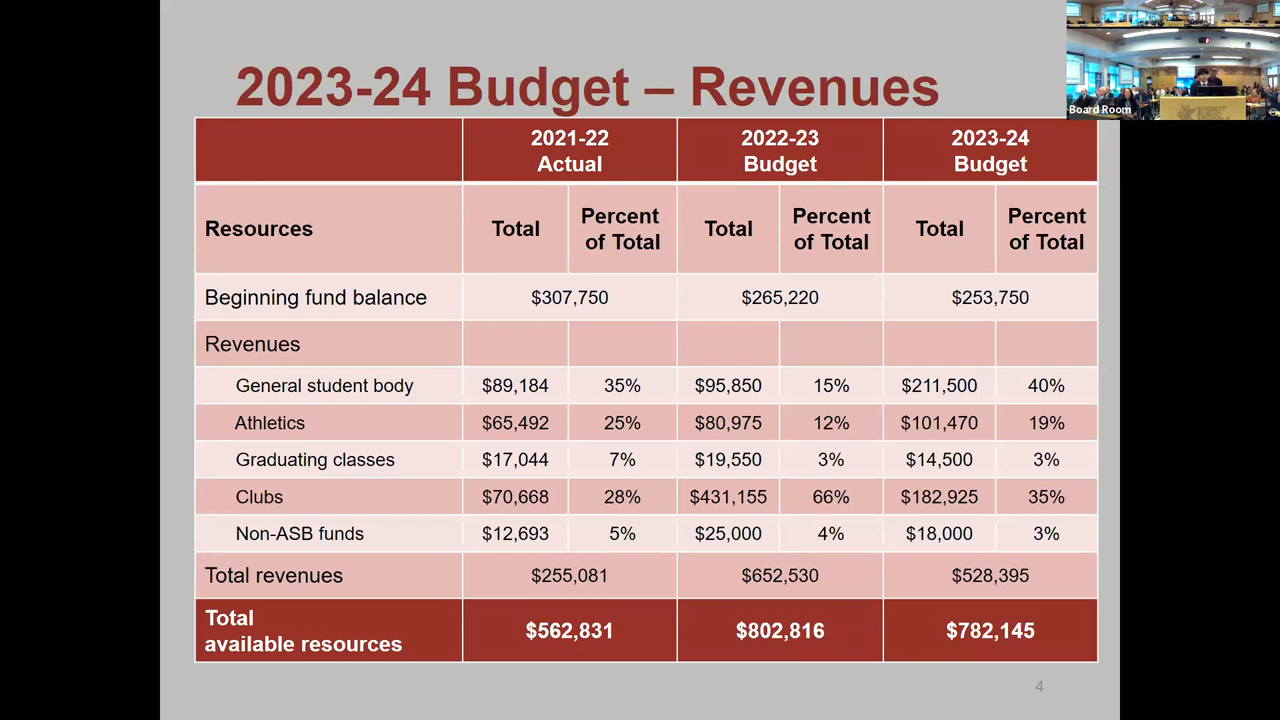 2023-24 Budget – Revenues
Board Room
2021-22 Actual 2022-23 Budget 2023-24 Budget
Resources Total Percent of Total Total Percent of Total Total Percent of Total
Beginning fund balance $307,750 $265,220 $253,750
Revenues
General student body $89,184 35% $95,850 15% $211,500 40%
Athletics $65,492 25% $80,975 12% $101,470 19%
Graduating classes $17,044 7% $19,550 3% $14,500 3%
Clubs $70,668 28% $431,155 66% $182,925 35%
Non-ASB funds $12,693 5% $25,000 4% $18,000 3%
Total revenues $255,081 $652,530 $528,395
Total available resources $562,831 $802,816 $782,145
4